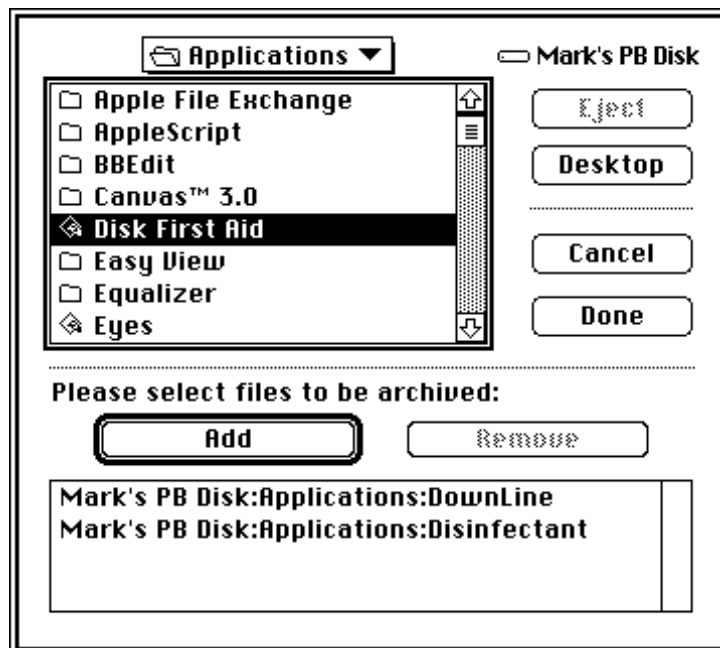 Applications
Mark's PB Disk
Apple File Exchange
AppleScript
BBEdit
Canvas™ 3.0
Disk First Aid
Easy View
Equalizer
Eyes
Eject
Desktop
Cancel
Done
Please select files to be archived:
Add
Remove
Mark's PB Disk:Applications:DownLine
Mark's PB Disk:Applications:Disinfectant